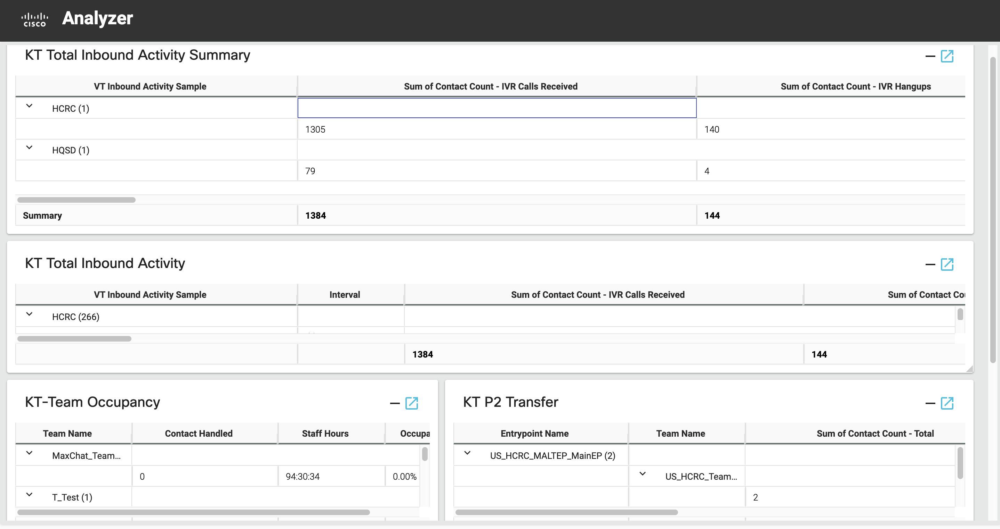 cisco Analyzer
KT Total Inbound Activity Summary
VT Inbound Activity Sample Sum of Contact Count - IVR Calls Received Sum of Contact Count - IVR Hangups
HCRC (1)
1305 140
HQSD (1)
79 4
Summary 1384 144
KT Total Inbound Activity
VT Inbound Activity Sample Interval Sum of Contact Count - IVR Calls Received Sum of Contact Cou
HCRC (266)
1384 144
KT-Team Occupancy
Team Name Contact Handled Staff Hours Occupa
MaxChat_Team...
0 94:30:34 0.00%
T_Test (1)
KT P2 Transfer
Entrypoint Name Team Name Sum of Contact Count - Total
US_HCRC_MALTEP_MainEP (2)
US_HCRC_Team...
2